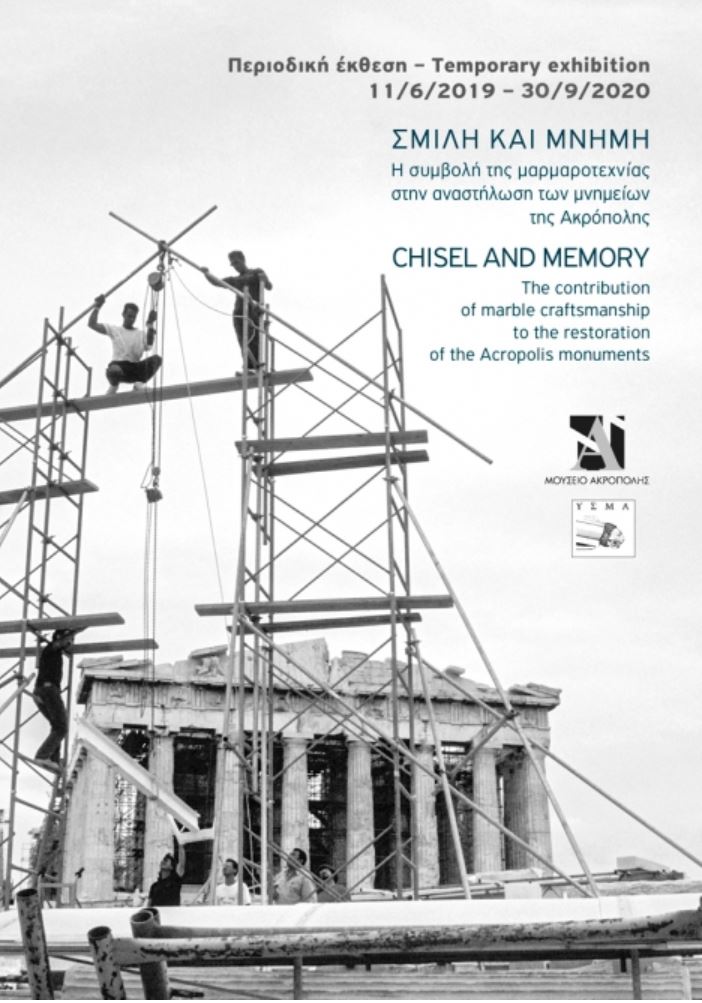 Περιοδική έκθεση – Temporary exhibition
11/6/2019 – 30/9/2020
ΣΜΙΛΗ ΚΑΙ ΜΝΗΜΗ
Η συμβολή της μαρμαροτεχνίας
στην αναστήλωση των μνημείων
της Ακρόπολης
CHISEL AND MEMORY
The contribution
of marble craftsmanship
to the restoration
of the Acropolis monuments
ΜΟΥΣΕΙΟ ΑΚΡΟΠΟΛΗΣ
Υ Σ Μ Α